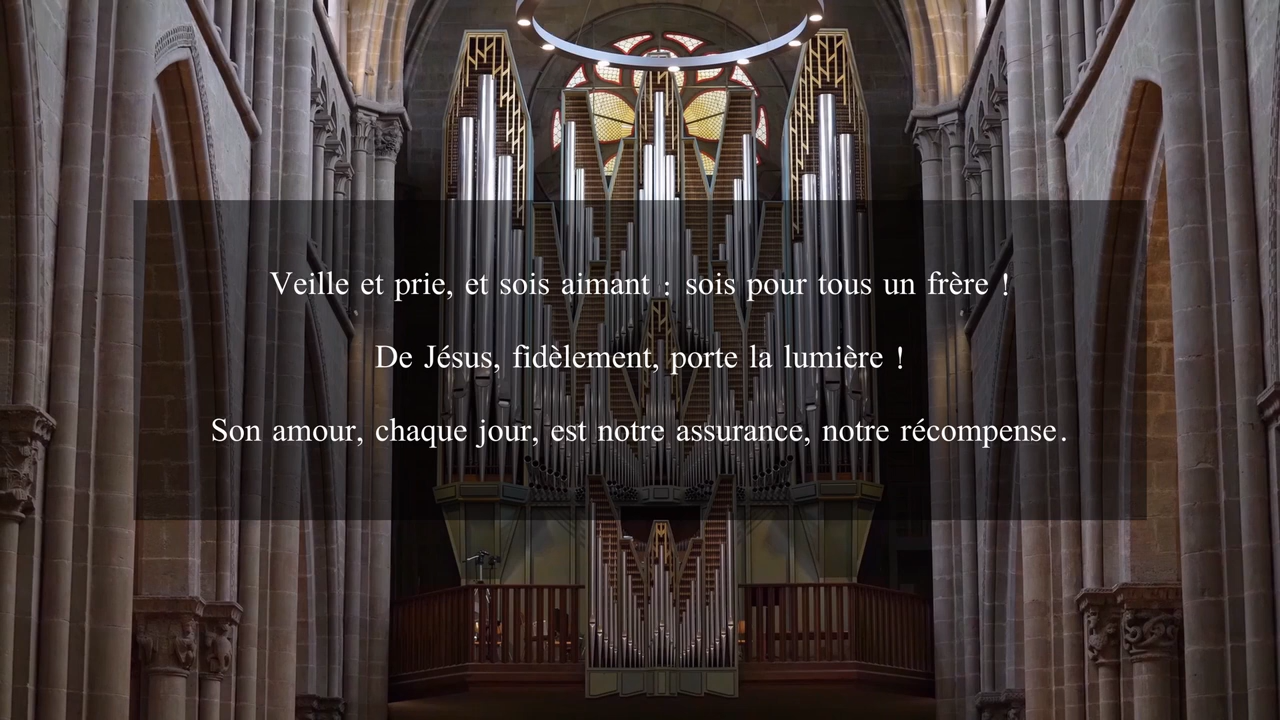 Veille et prie, et sois aimant : sois pour tous un frère !
De Jésus, fidèlement, porte la lumière !
Son amour, chaque jour, est notre assurance, notre récompense.